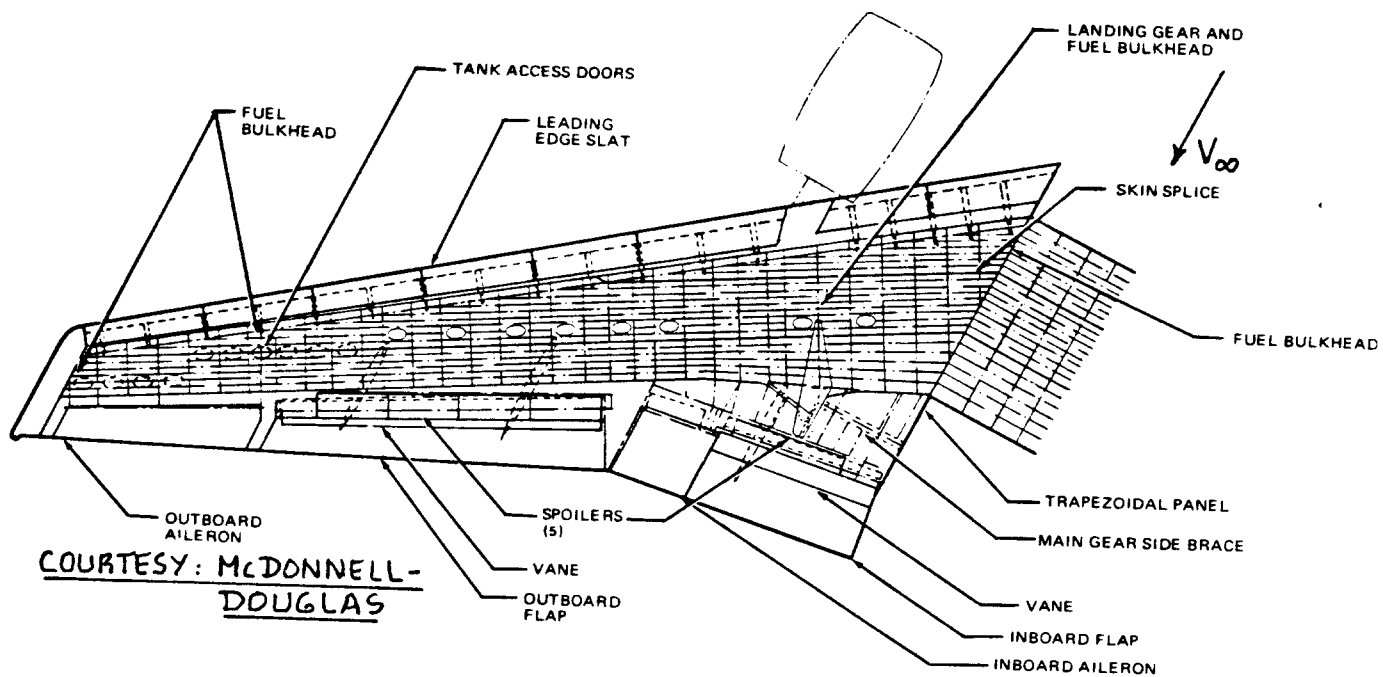 LANDING GEAR AND
FUEL BULKHEAD
TANK ACCESS DOORS
FUEL
BULKHEAD
LEADING
EDGE SLAT
V∞
SKIN SPLICE
FUEL BULKHEAD
TRAPEZOIDAL PANEL
OUTBOARD
AILERON
SPOILERS
(5)
MAIN GEAR SIDE BRACE
COURTESY: McDONNELL-
DOUGLAS
VANE
OUTBOARD
FLAP
VANE
INBOARD FLAP
INBOARD AILERON